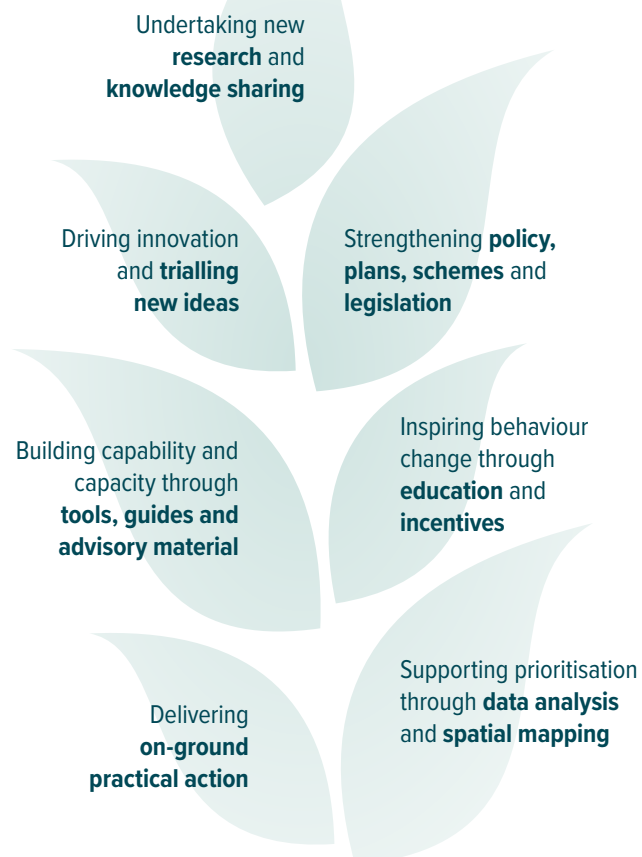 Undertaking new
research and
knowledge sharing
Driving innovation
and trialling
new ideas
Strengthening policy,
plans, schemes and
legislation
Building capability and
capacity through
tools, guides and
advisory material
Inspiring behaviour
change through
education and
incentives
Delivering
on-ground
practical action
Supporting prioritisation
through data analysis
and spatial mapping